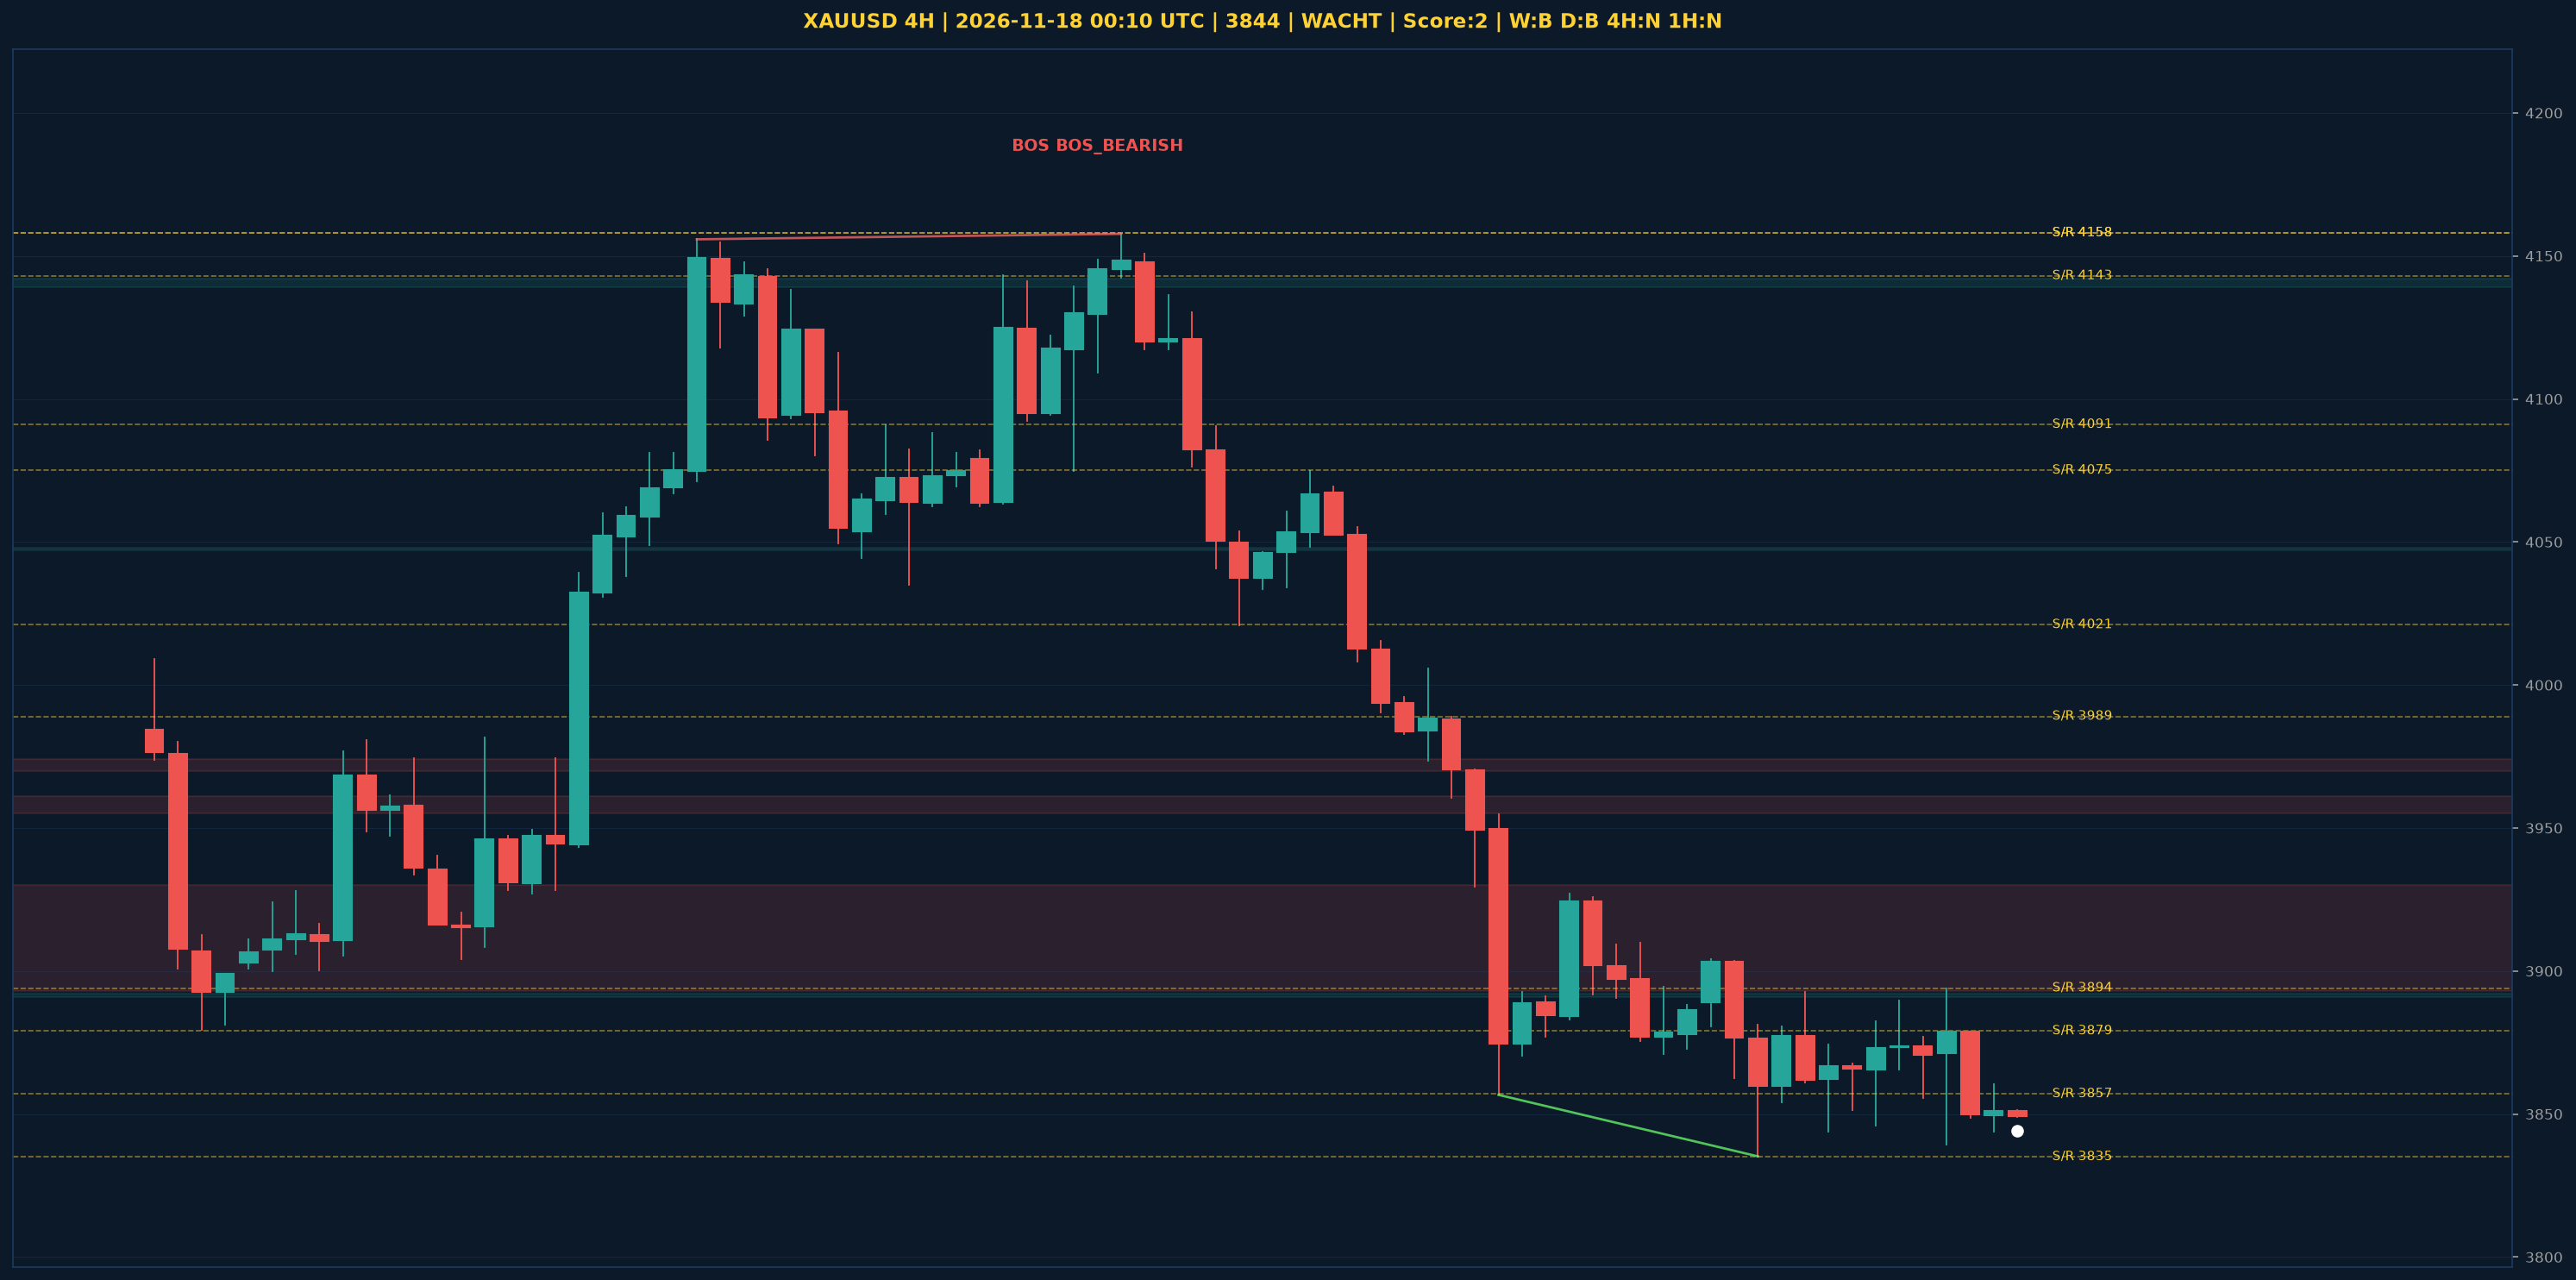 XAUUSD 4H | 2026-11-18 00:10 UTC | 3844 | WACHT | Score:2 | W:B D:B 4H:N 1H:N
4200
BOS BOS_BEARISH
S/R 4158
4150
S/R 4143
4100
S/R 4091
S/R 4075
4050
S/R 4021
4000
S/R 3989
3950
3900
S/R 3894
S/R 3879
S/R 3857
3850
S/R 3835
3800